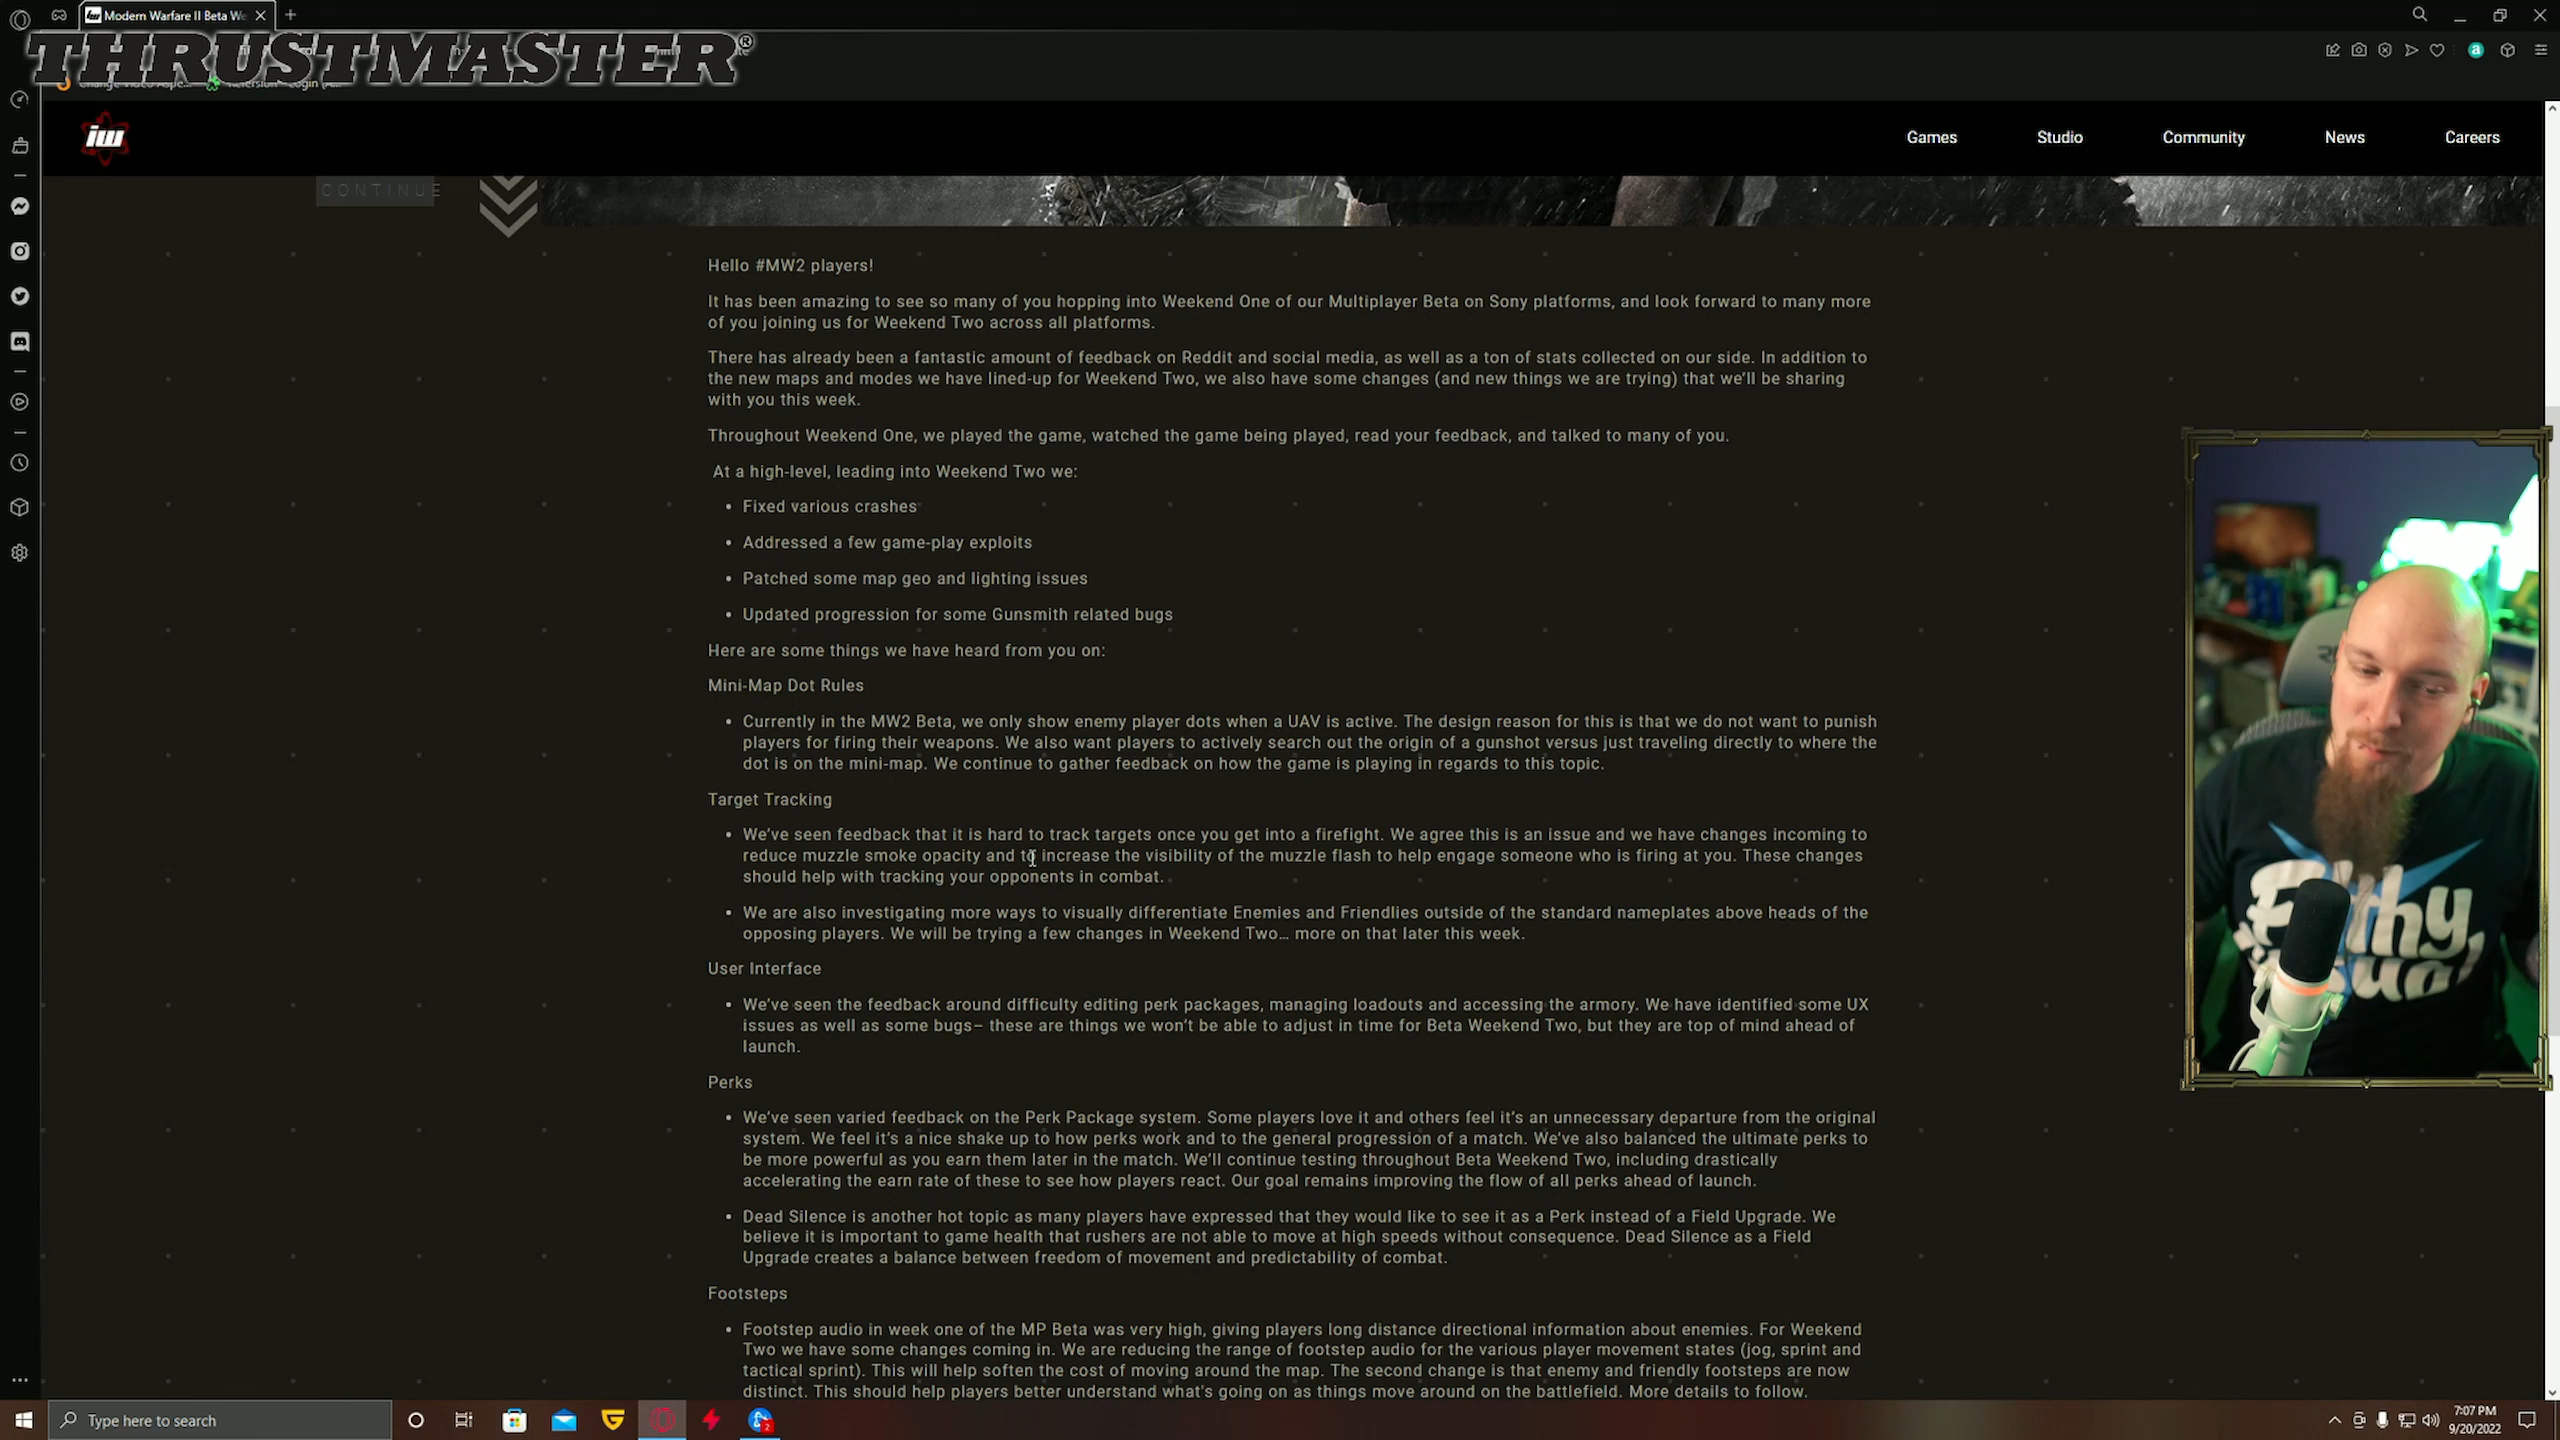 Modern Warfare II Beta We
THRUSTMASTER®
iw
Games
Studio
Community
News
Careers
CONTINUE
Hello #MW2 players!
It has been amazing to see so many of you hopping into Weekend One of our Multiplayer Beta on Sony platforms, and look forward to many more
of you joining us for Weekend Two across all platforms.
There has already been a fantastic amount of feedback on Reddit and social media, as well as a ton of stats collected on our side. In addition to
the new maps and modes we have lined-up for Weekend Two, we also have some changes (and new things we are trying) that we'll be sharing
with you this week.
Throughout Weekend One, we played the game, watched the game being played, read your feedback, and talked to many of you.
At a high-level, leading into Weekend Two we:
• Fixed various crashes
• Addressed a few game-play exploits
• Patched some map geo and lighting issues
• Updated progression for some Gunsmith related bugs
Here are some things we have heard from you on:
Mini-Map Dot Rules
• Currently in the MW2 Beta, we only show enemy player dots when a UAV is active. The design reason for this is that we do not want to punish
players for firing their weapons. We also want players to actively search out the origin of a gunshot versus just traveling directly to where the
dot is on the mini-map. We continue to gather feedback on how the game is playing in regards to this topic.
Target Tracking
• We've seen feedback that it is hard to track targets once you get into a firefight. We agree this is an issue and we have changes incoming to
reduce muzzle smoke opacity and to increase the visibility of the muzzle flash to help engage someone who is firing at you. These changes
should help with tracking your opponents in combat.
• We are also investigating more ways to visually differentiate Enemies and Friendlies outside of the standard nameplates above heads of the
opposing players. We will be trying a few changes in Weekend Two… more on that later this week.
User Interface
• We've seen the feedback around difficulty editing perk packages, managing loadouts and accessing the armory. We have identified some UX
issues as well as some bugs– these are things we won't be able to adjust in time for Beta Weekend Two, but they are top of mind ahead of
launch.
Perks
• We've seen varied feedback on the Perk Package system. Some players love it and others feel it's an unnecessary departure from the original
system. We feel it's a nice shake up to how perks work and to the general progression of a match. We've also balanced the ultimate perks to
be more powerful as you earn them later in the match. We'll continue testing throughout Beta Weekend Two, including drastically
accelerating the earn rate of these to see how players react. Our goal remains improving the flow of all perks ahead of launch.
• Dead Silence is another hot topic as many players have expressed that they would like to see it as a Perk instead of a Field Upgrade. We
believe it is important to game health that rushers are not able to move at high speeds without consequence. Dead Silence as a Field
Upgrade creates a balance between freedom of movement and predictability of combat.
Footsteps
• Footstep audio in week one of the MP Beta was very high, giving players long distance directional information about enemies. For Weekend
Two we have some changes coming in. We are reducing the range of footstep audio for the various player movement states (jog, sprint and
tactical sprint). This will help soften the cost of moving around the map. The second change is that enemy and friendly footsteps are now
distinct. This should help players better understand what's going on as things move around on the battlefield. More details to follow.
Filthy
Type here to search
7:07 PM
9/20/2022